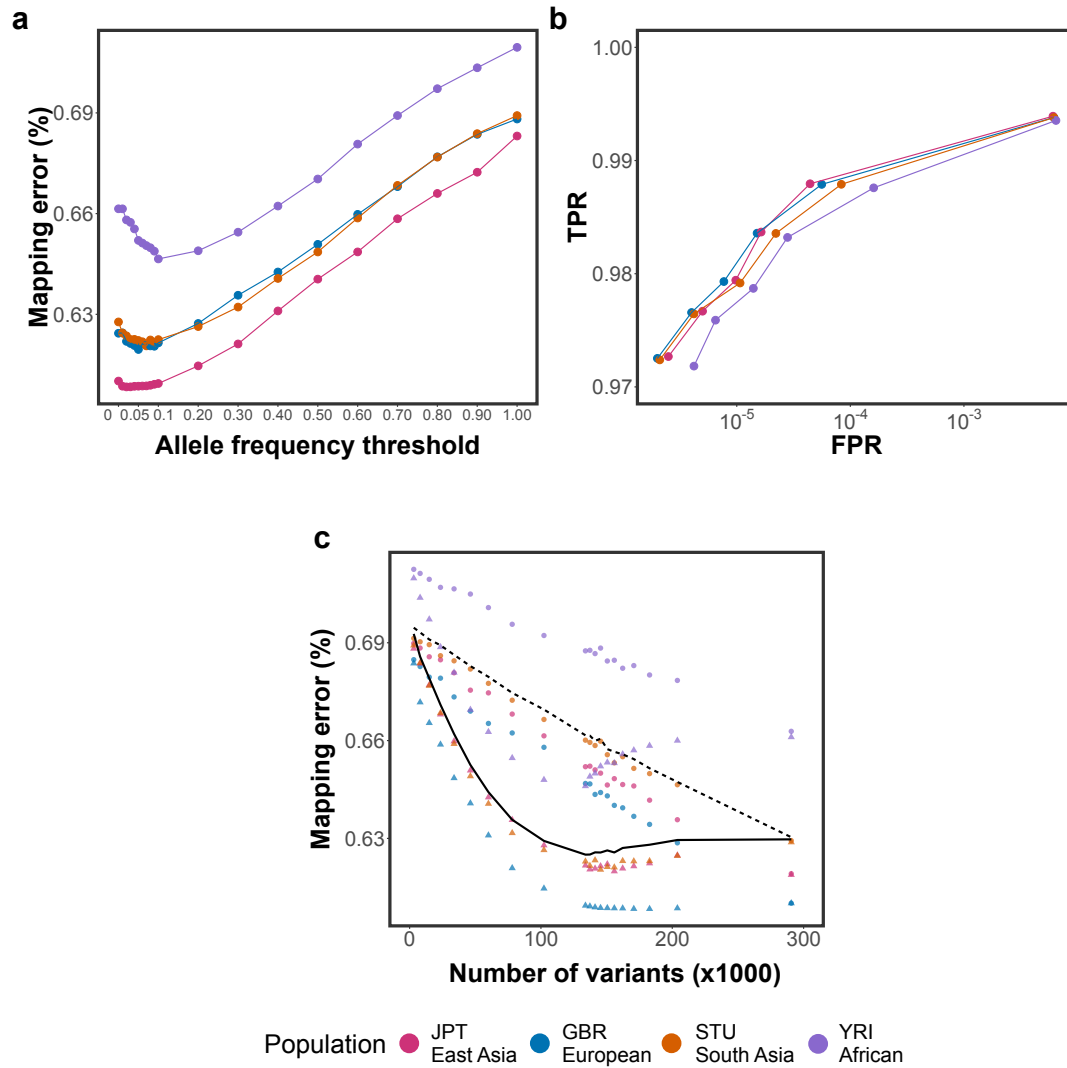 a
Mapping error (%)
0.69
0.66
0.63
0
0.05
0.1
0.20
0.30
0.40
0.50
0.60
0.70
0.80
0.90
1.00
Allele frequency threshold
b
TPR
1.00
0.99
0.98
0.97
10-5
10-4
10-3
FPR
c
Mapping error (%)
0.69
0.66
0.63
0
100
200
300
Number of variants (x1000)
Population
JPT
East Asia
GBR
European
STU
South Asia
YRI
African